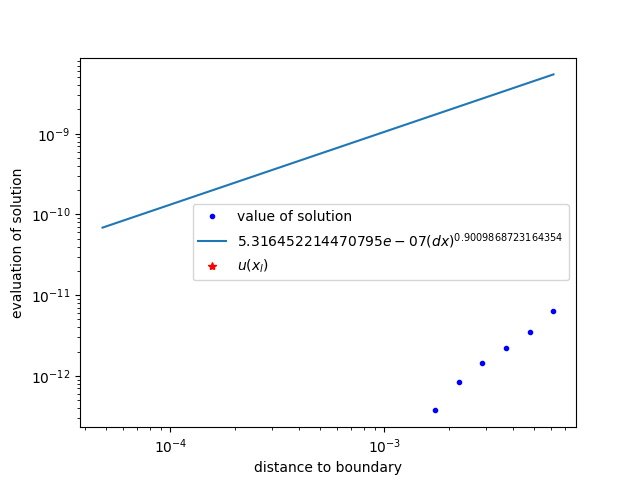 10⁻⁹
10⁻¹⁰
10⁻¹¹
10⁻¹²
evaluation of solution
value of solution
5.316452214470795e − 07(dx)^0.9009868723164354
u(x_I)
10⁻⁴
10⁻³
distance to boundary